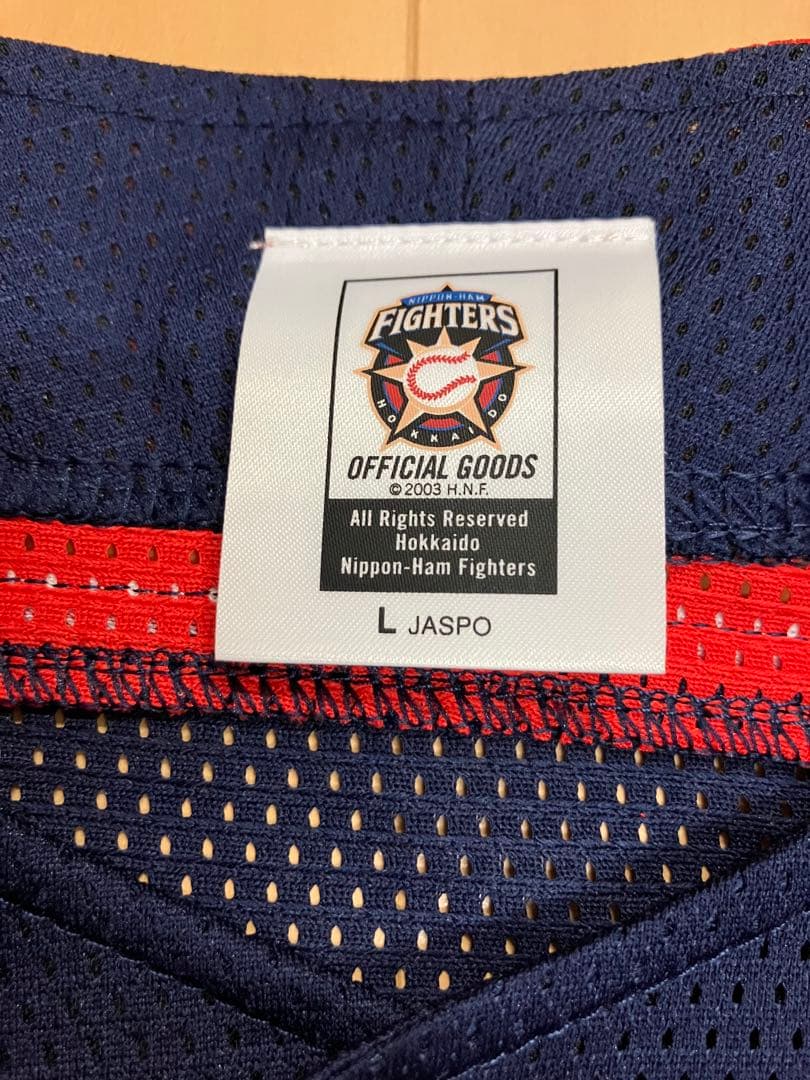 NIPPON-HAM
FIGHTERS
HOKKAIDO
OFFICIAL GOODS
©2003 H.N.F.
All Rights Reserved
Hokkaido
Nippon-Ham Fighters
L JASPO